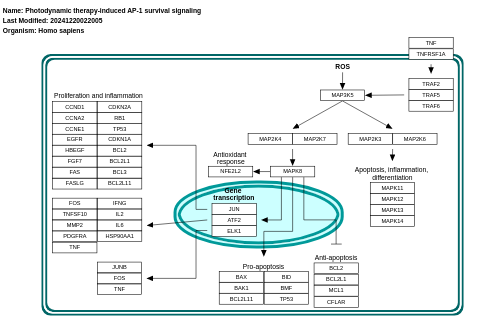 Name: Photodynamic therapy-induced AP-1 survival signaling
Last Modified: 20241220022005
Organism: Homo sapiens
TNF
TNFRSF1A
ROS
MAP3K5
TRAF2
TRAF5
TRAF6
Proliferation and inflammation
CCND1 CDKN2A
CCNA2 RB1
CCNE1 TP53
EGFR CDKN1A
HBEGF BCL2
FGF7 BCL2L1
FAS BCL3
FASLG BCL2L11
MAP2K4 MAP2K7
MAP2K3 MAP2K6
Antioxidant
response
NFE2L2
MAPK8
Apoptosis, inflammation,
differentiation
MAPK11
MAPK12
MAPK13
MAPK14
Gene
transcription
JUN
ATF2
ELK1
FOS IFNG
TNFSF10 IL2
MMP2 IL6
PDGFRA HSP90AA1
TNF
JUNB
FOS
TNF
Pro-apoptosis
BAX BID
BAK1 BMF
BCL2L11 TP53
Anti-apoptosis
BCL2
BCL2L1
MCL1
CFLAR